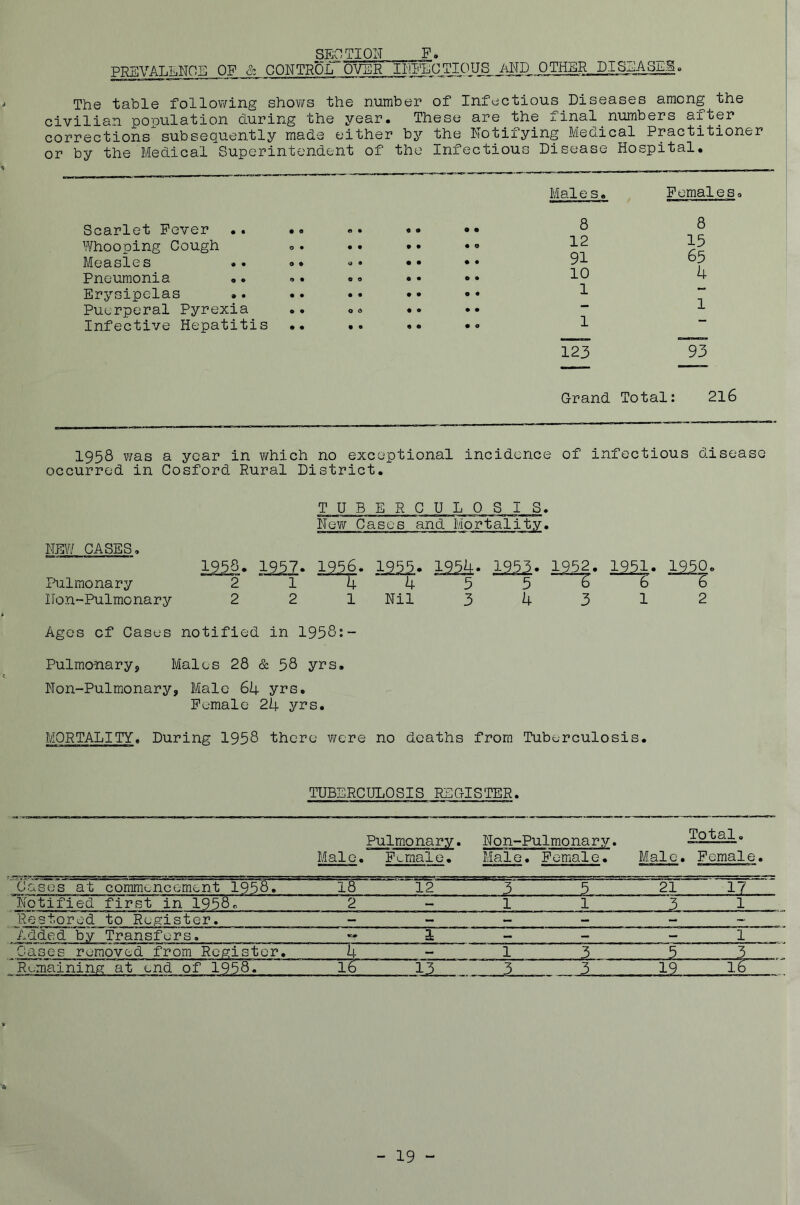 SECTION F.
PREVALENCE OF & CONTROL OVER INFECTIOUS AND OTHER DISEASES.
The table following shows the number of Infectious Diseases among the
civilian population during the year. These are the final numbers after
corrections subsequently made either by the Notifying Medical Practitioner
or by the Medical Superintendent of the Infectious Disease Hospital.
Males. Females.
Scarlet Fever .. .. .. .. .. 8 8
Whooping Cough .. .. .. .. 12 15
Measles .. .. .. .. .. 91 65
Pneumonia .. .. .. .. .. 10 4
Erysipelas .. .. .. .. .. 1 -
Puerperal Pyrexia .. .. .. .. - 1
Infective Hepatitis .. .. .. .. 1 -
123 93
Grand Total: 216
1958 was a year in which no exceptional incidence of infectious disease
occurred in Cosford Rural District.
T U B E R C U L O S I S.
New Cases and Mortality.
NEW CASES.
1958. 1957. 1956. 1955. 1954. 1953. 1952. 1951. 1950.
Pulmonary 2 1 4 4 5 5 6 6 6
Non-Pulmonary 2 2 1 Nil 3 4 3 1 2
Ages of Cases notified in 1958:-
Pulmonary, Males 28 & 58 yrs.
Non-Pulmonary, Male 64 yrs.
Female 24 yrs.
MORTALITY. During 1958 there were no deaths from Tuberculosis.
TUBERCULOSIS REGISTER.
Pulmonary. Non-Pulmonary. Total.
Male. Female. Male. Female. Male. Female.
Cases at commencement 1958. 18 12 3 5 21 17
Notified first in 1958. 2 - 1 1 3 1
Restored to Register. - - - - - -
Added by Transfers. - 1 - - - 1
Cases removed from Register. 4 - 1 3 5 3
Remaining at end of 1958. 16 13 3 3 19 16
- 19 -